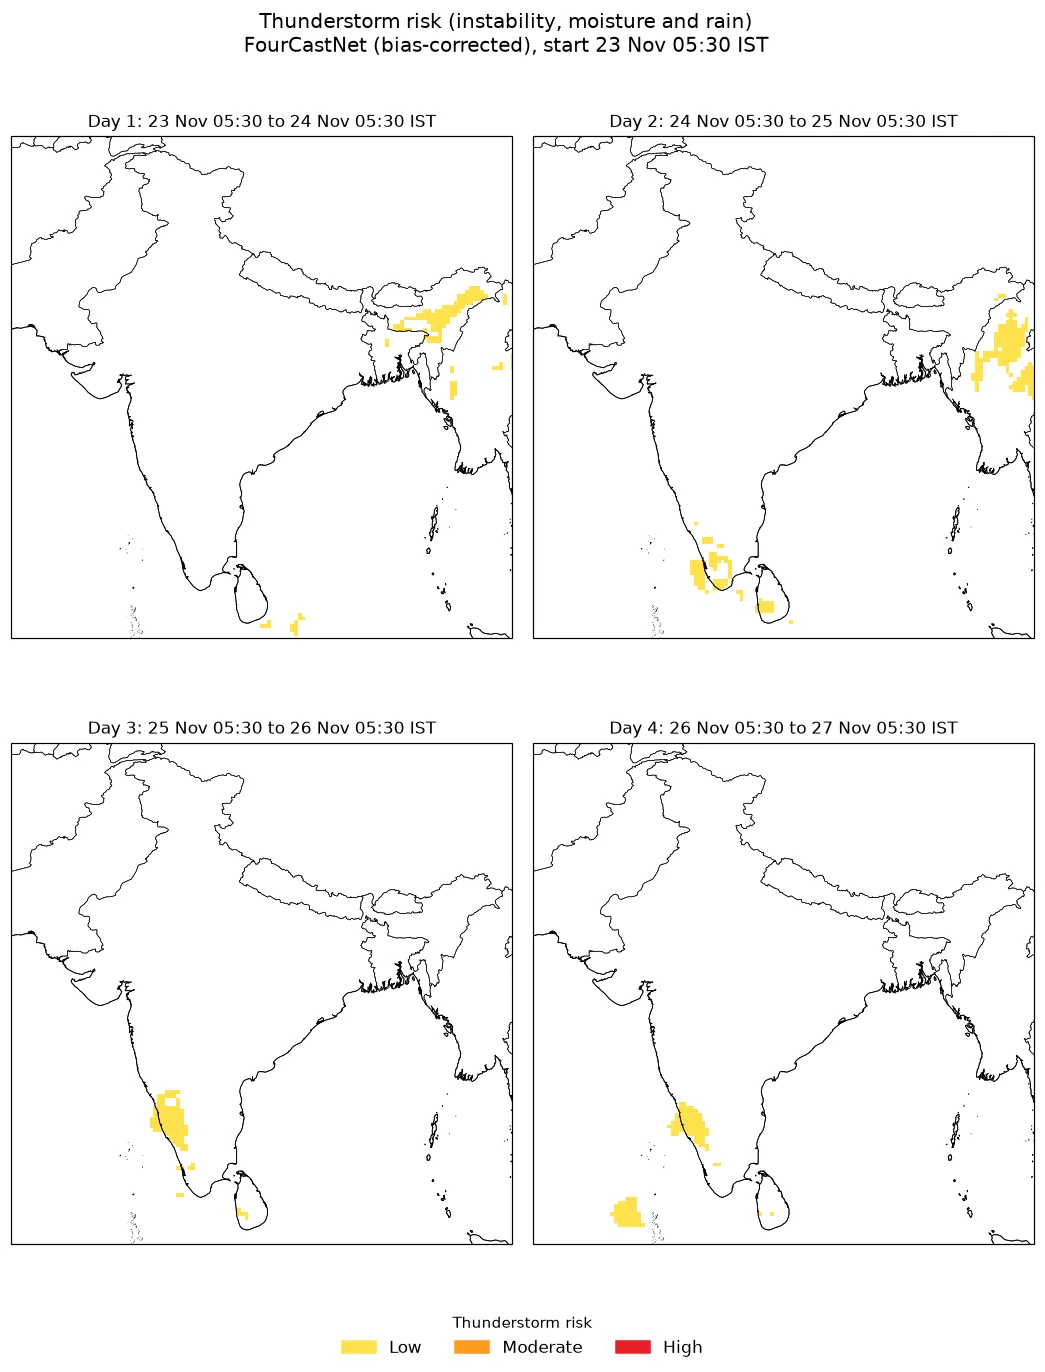 Thunderstorm risk (instability, moisture and rain)
FourCastNet (bias-corrected), start 23 Nov 05:30 IST
Day 1: 23 Nov 05:30 to 24 Nov 05:30 IST
Day 2: 24 Nov 05:30 to 25 Nov 05:30 IST
Day 3: 25 Nov 05:30 to 26 Nov 05:30 IST
Day 4: 26 Nov 05:30 to 27 Nov 05:30 IST
Thunderstorm risk
Low
Moderate
High